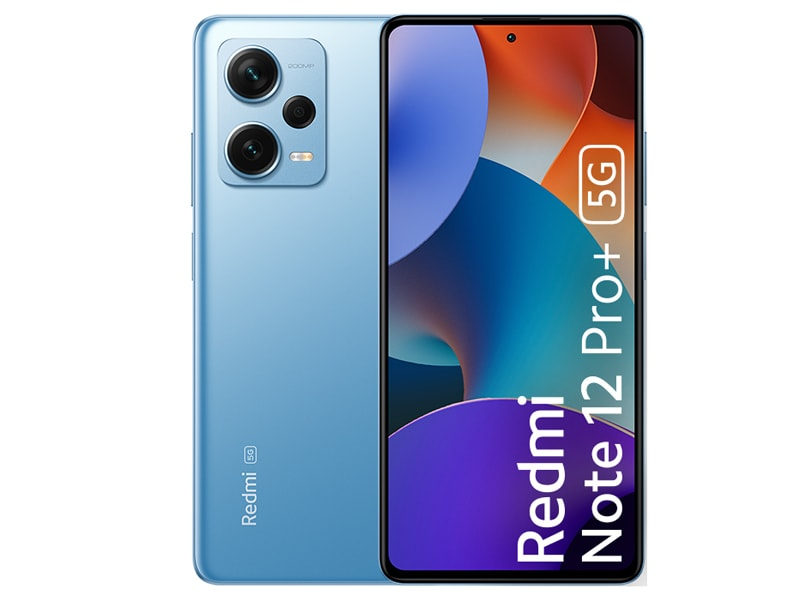 200MP
Redmi 5G
Redmi
Note 12 Pro+ 5G